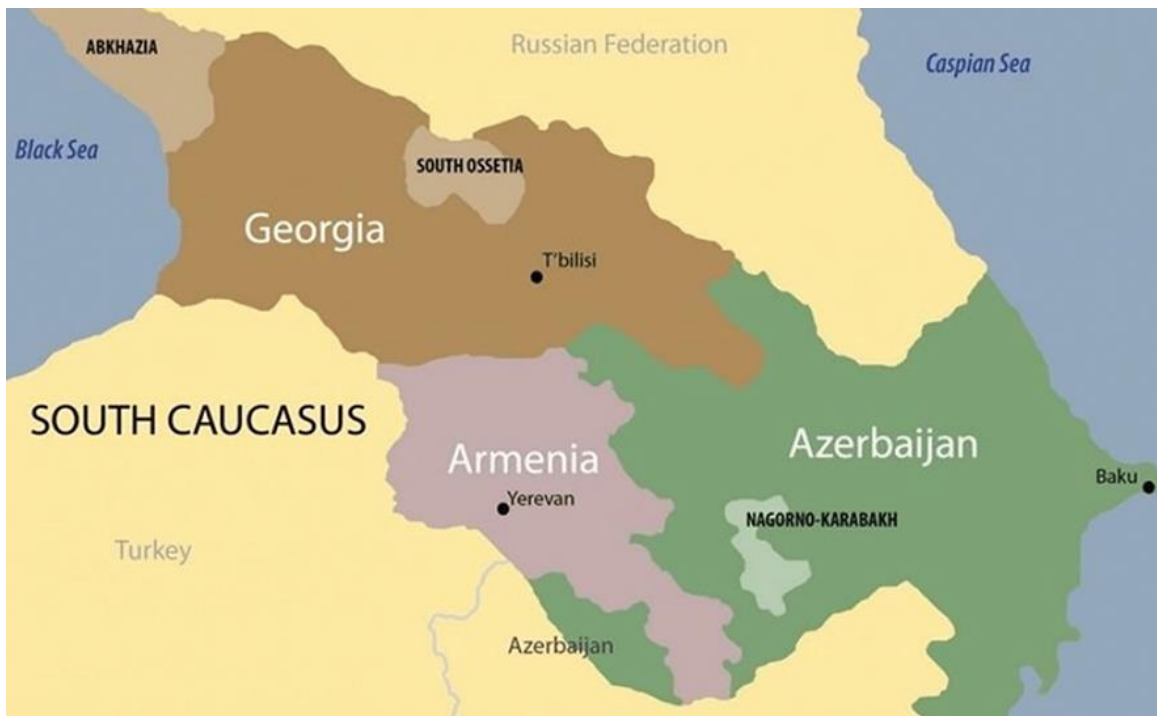 ABKHAZIA
Russian Federation
Caspian Sea
Black Sea
SOUTH OSSETIA
Georgia
T'bilisi
SOUTH CAUCASUS
Armenia
Azerbaijan
Baku
Yerevan
NAGORNO-KARABAKH
Turkey
Azerbaijan